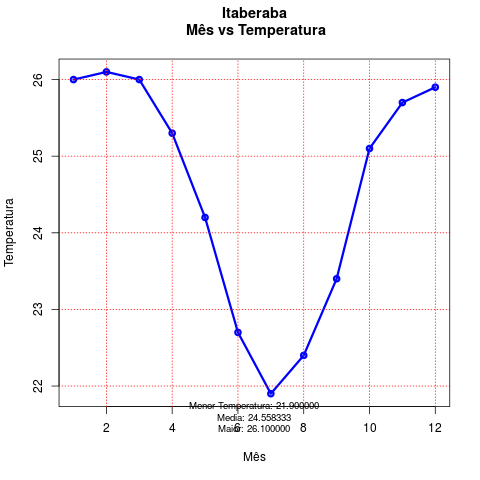 Itaberaba
Mês vs Temperatura
26
25
24
23
22
Temperatura
Menor Temperatura: 21.900000
Media: 24.558333
Maior: 26.100000
2 4 6 8 10 12
Mês